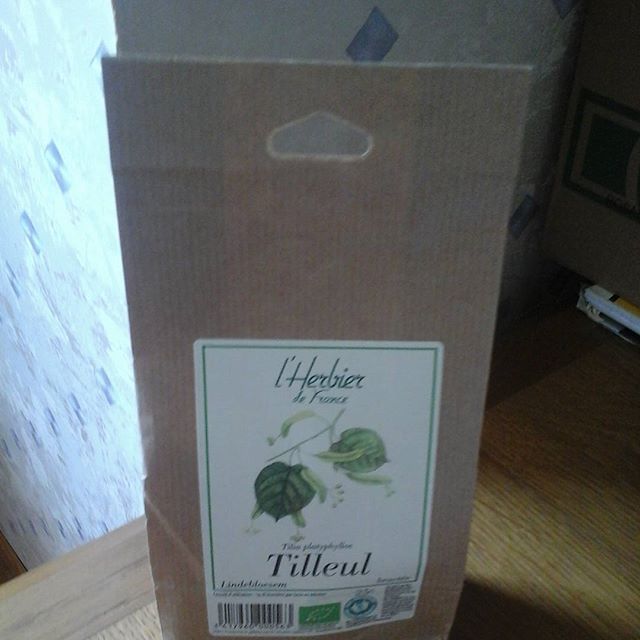 l'Herbier
de France
Tilia platyphyllos
Tilleul
Lindebloesem